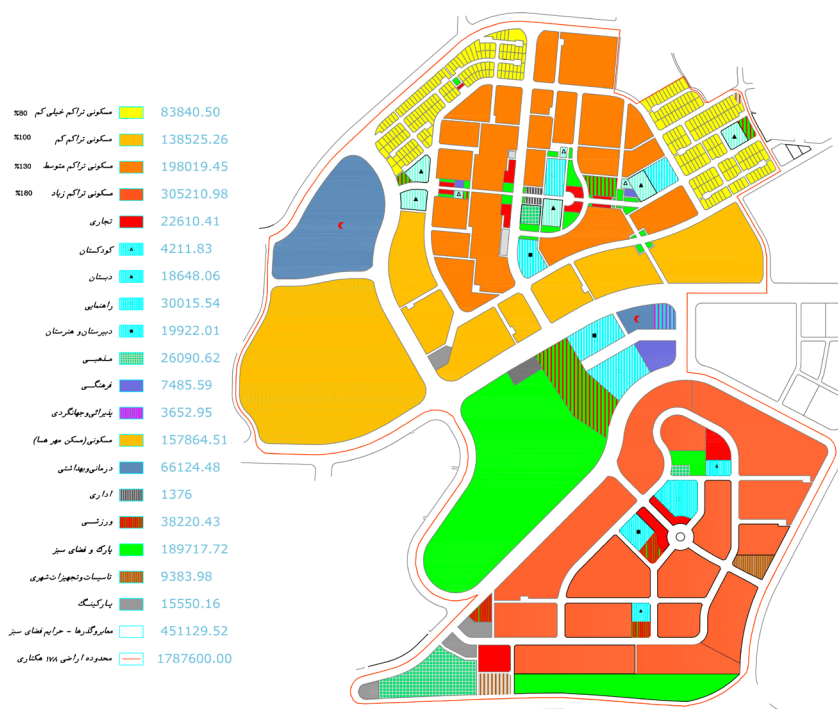 %80 مسکونی تراکم خیلی کم 83840.50
%100 مسکونی تراکم کم 138525.26
%130 مسکونی تراکم متوسط 198019.45
%180 مسکونی تراکم زیاد 305210.98
تجاری 22610.41
کودکستان 4211.83
دبستان 18648.06
راهنمایی 30015.54
دبیرستان و هنرستان 19922.01
مذهبی 26090.62
فرهنگی 7485.59
پذیرائی و جهانگردی 3652.95
مسکونی (مسکن مهر هسا) 157864.51
درمانی و بهداشتی 66124.48
اداری 1376
ورزشی 38220.43
پارک و فضای سبز 189717.72
تاسیسات و تجهیزات شهری 9383.98
پارکینگ 15550.16
معابر و گذرها - حرایم فضای سبز 451129.52
محدوده اراضی ۱۷۸ هکتاری 1787600.00